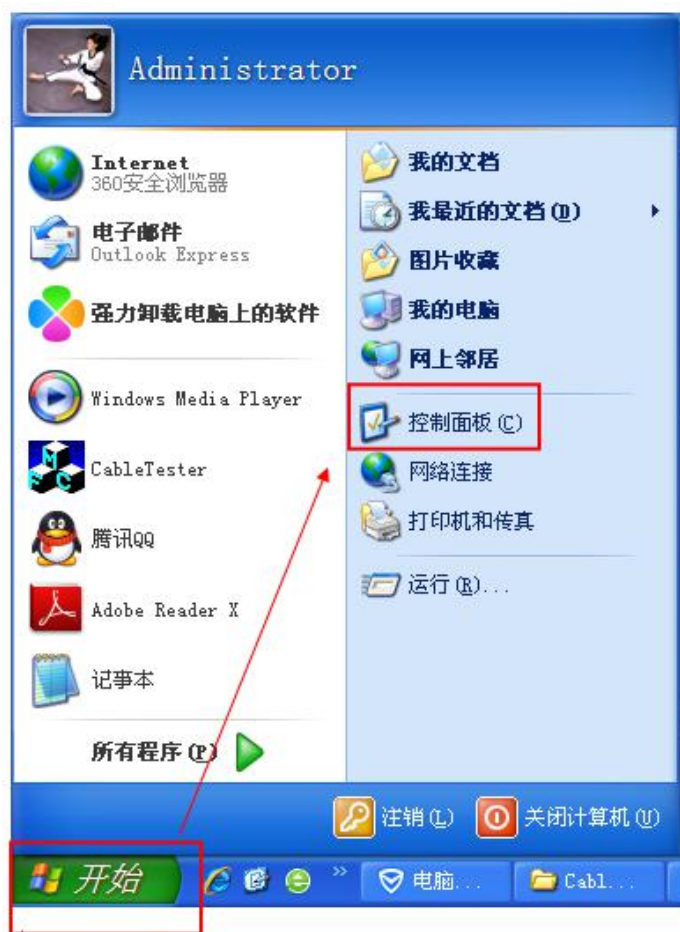 Administrator
Internet
360安全浏览器
电子邮件
Outlook Express
强力卸载电脑上的软件
Windows Media Player
CableTester
腾讯QQ
Adobe Reader X
记事本
所有程序(P)
我的文档
我最近的文档(D)
图片收藏
我的电脑
网上邻居
控制面板(C)
网络连接
打印机和传真
运行(R)...
注销(L)
关闭计算机(U)
开始
电脑...
Cabl...